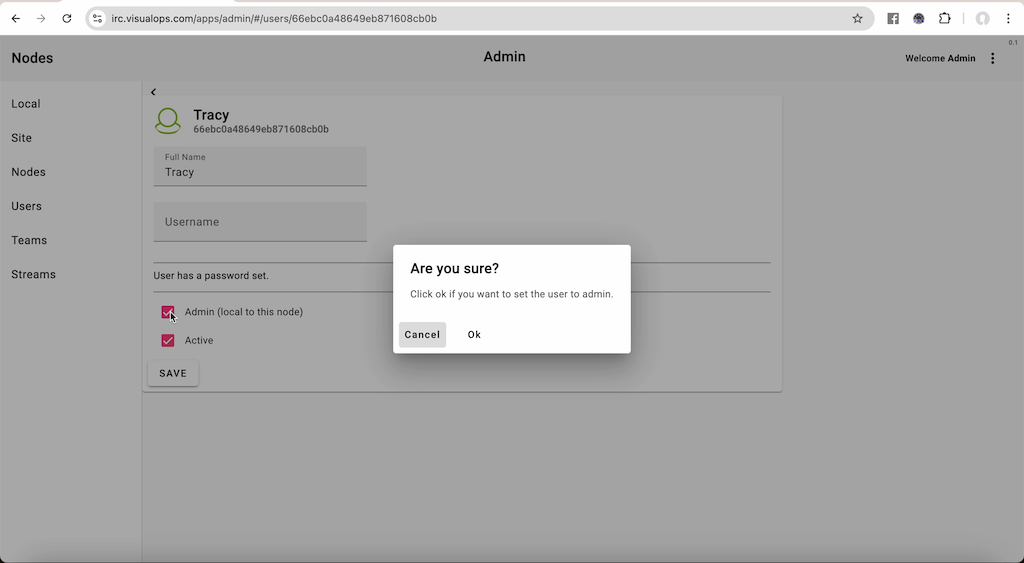 irc.visualops.com/apps/admin/#/users/66ebc0a48649eb871608cb0b
0.1
Nodes
Admin
Welcome Admin
Local
Site
Nodes
Users
Teams
Streams
Tracy
66ebc0a48649eb871608cb0b
Full Name
Tracy
Username
User has a password set.
Admin (local to this node)
Active
SAVE
Are you sure?
Click ok if you want to set the user to admin.
Cancel Ok